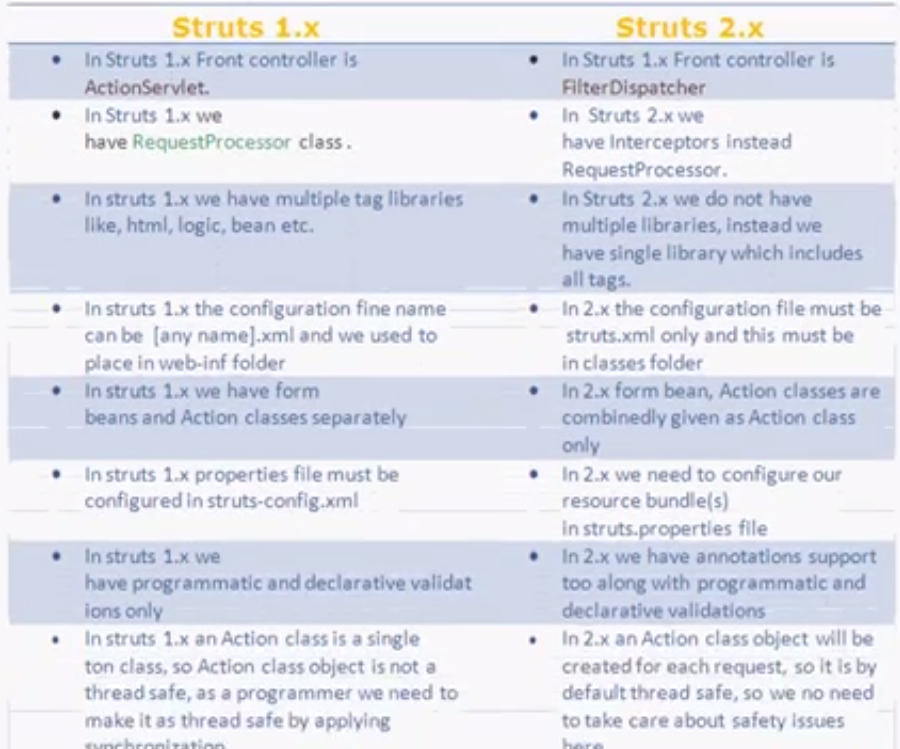 Struts 1.x
Struts 2.x
• In Struts 1.x Front controller is
ActionServlet.
• In Struts 1.x Front controller is
FilterDispatcher
• In Struts 1.x we
have RequestProcessor class.
• In Struts 2.x we
have Interceptors instead
RequestProcessor.
• In struts 1.x we have multiple tag libraries
like, html, logic, bean etc.
• In Struts 2.x we do not have
multiple libraries, instead we
have single library which includes
all tags.
• In struts 1.x the configuration fine name
can be [any name].xml and we used to
place in web-inf folder
• In 2.x the configuration file must be
struts.xml only and this must be
in classes folder
• In struts 1.x we have form
beans and Action classes separately
• In 2.x form bean, Action classes are
combinedly given as Action class
only
• In struts 1.x properties file must be
configured in struts-config.xml
• In 2.x we need to configure our
resource bundle(s)
in struts.properties file
• In struts 1.x we
have programmatic and declarative validat
ions only
• In 2.x we have annotations support
too along with programmatic and
declarative validations
• In struts 1.x an Action class is a single
ton class, so Action class object is not a
thread safe, as a programmer we need to
make it as thread safe by applying
synchronization
• In 2.x an Action class object will be
created for each request, so it is by
default thread safe, so we no need
to take care about safety issues
here